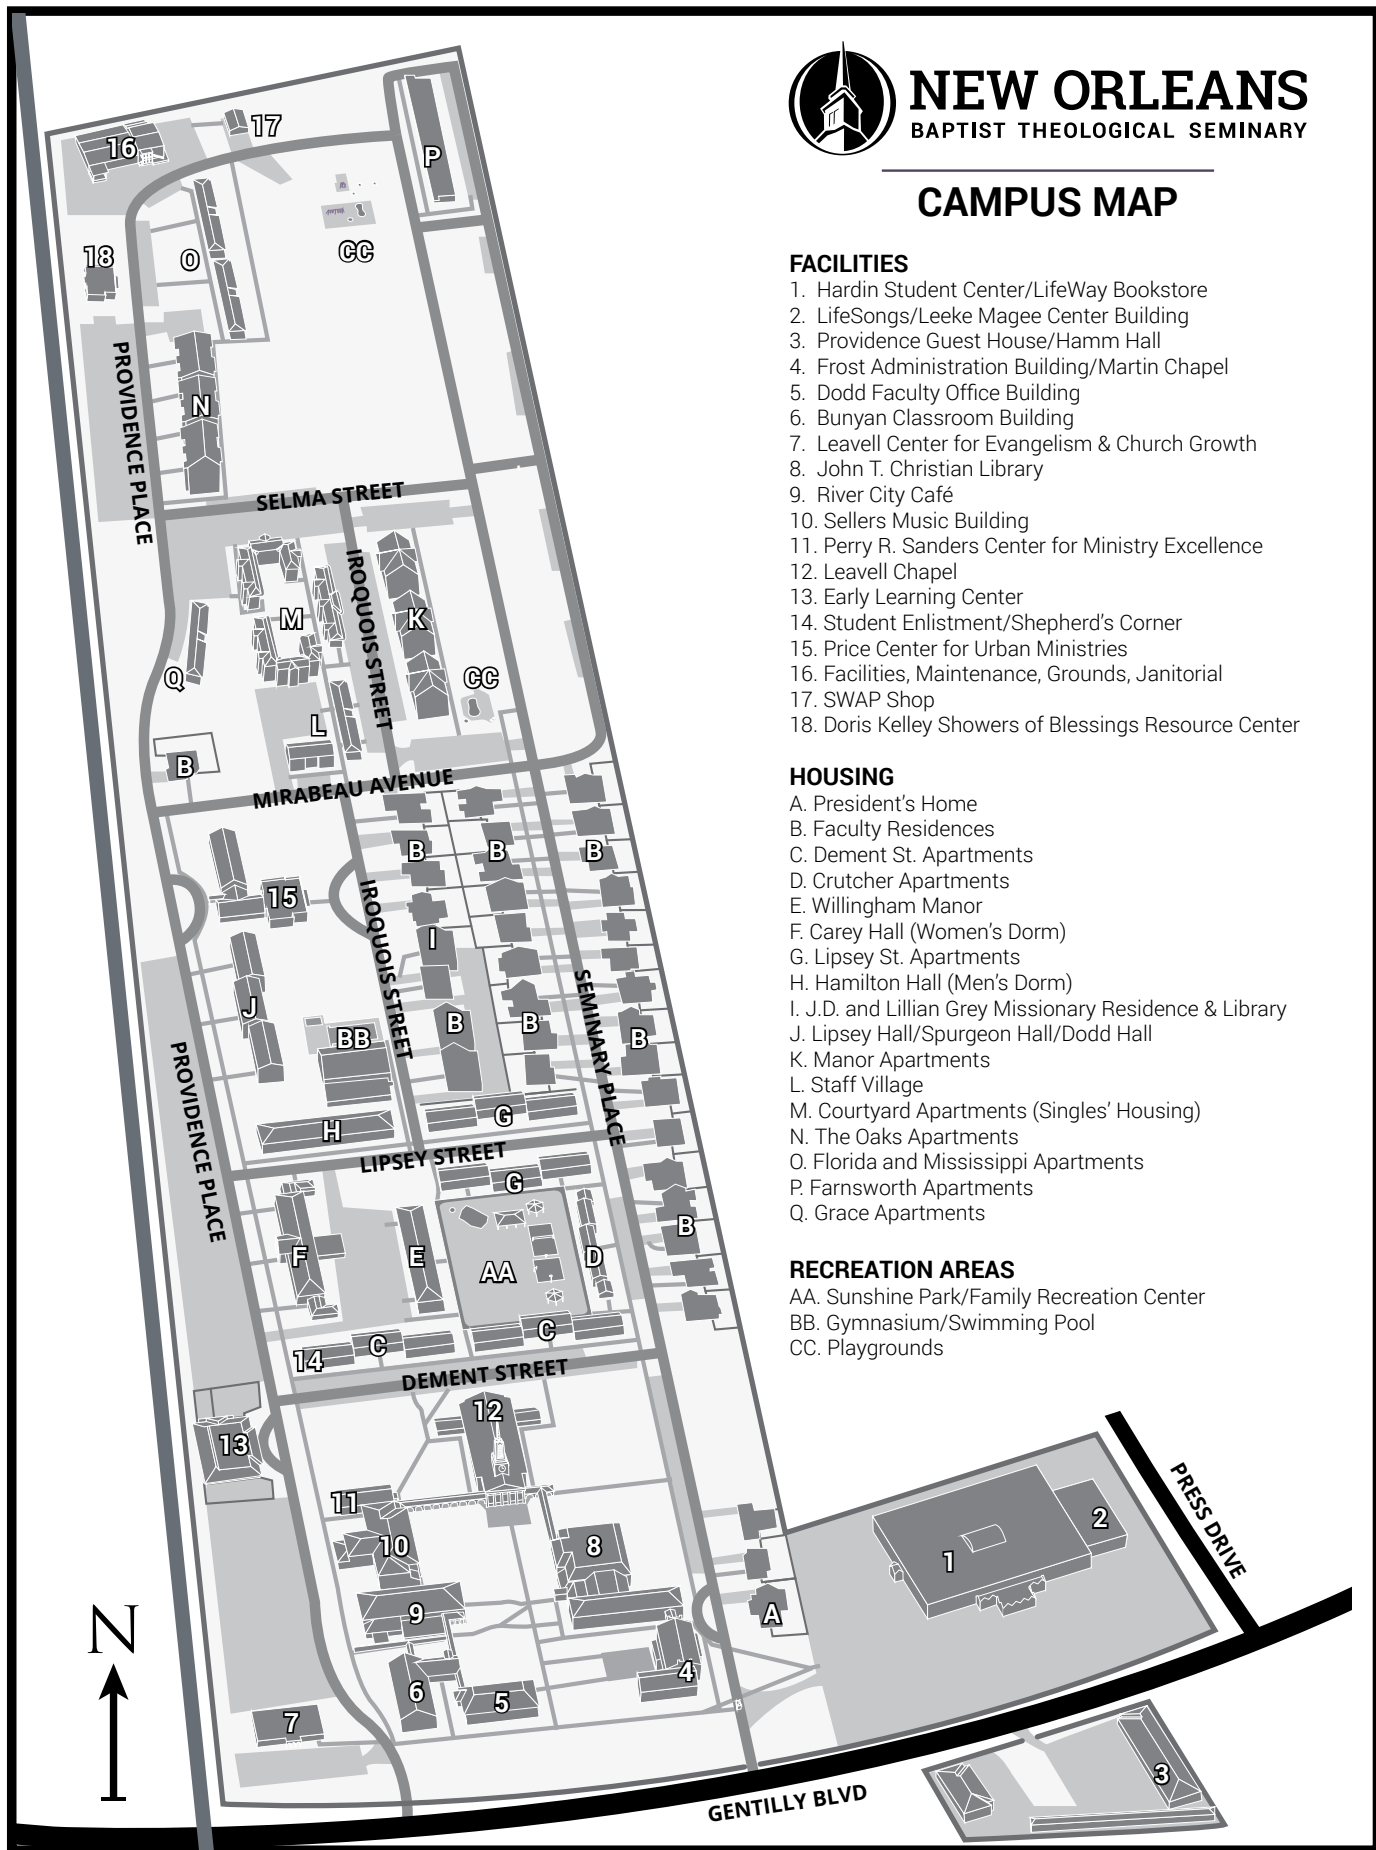 NEW ORLEANS
BAPTIST THEOLOGICAL SEMINARY
CAMPUS MAP
FACILITIES
1. Hardin Student Center/LifeWay Bookstore
2. LifeSongs/Leeke Magee Center Building
3. Providence Guest House/Hamm Hall
4. Frost Administration Building/Martin Chapel
5. Dodd Faculty Office Building
6. Bunyan Classroom Building
7. Leavell Center for Evangelism & Church Growth
8. John T. Christian Library
9. River City Café
10. Sellers Music Building
11. Perry R. Sanders Center for Ministry Excellence
12. Leavell Chapel
13. Early Learning Center
14. Student Enlistment/Shepherd's Corner
15. Price Center for Urban Ministries
16. Facilities, Maintenance, Grounds, Janitorial
17. SWAP Shop
18. Doris Kelley Showers of Blessings Resource Center
HOUSING
A. President's Home
B. Faculty Residences
C. Dement St. Apartments
D. Crutcher Apartments
E. Willingham Manor
F. Carey Hall (Women's Dorm)
G. Lipsey St. Apartments
H. Hamilton Hall (Men's Dorm)
I. J.D. and Lillian Grey Missionary Residence & Library
J. Lipsey Hall/Spurgeon Hall/Dodd Hall
K. Manor Apartments
L. Staff Village
M. Courtyard Apartments (Singles' Housing)
N. The Oaks Apartments
O. Florida and Mississippi Apartments
P. Farnsworth Apartments
Q. Grace Apartments
RECREATION AREAS
AA. Sunshine Park/Family Recreation Center
BB. Gymnasium/Swimming Pool
CC. Playgrounds
17
16
P
CC
18
O
PROVIDENCE PLACE
N
SELMA STREET
IROQUOIS STREET
M
K
Q
CC
L
B
MIRABEAU AVENUE
B
B
B
15
IROQUOIS STREET
I
SEMINARY PLACE
J
B
B
B
BB
PROVIDENCE PLACE
G
H
LIPSEY STREET
G
B
F
E
AA
D
C
C
14
DEMENT STREET
12
13
11
10
8
9
A
6
5
4
7
1
2
PRESS DRIVE
N
3
GENTILLY BLVD